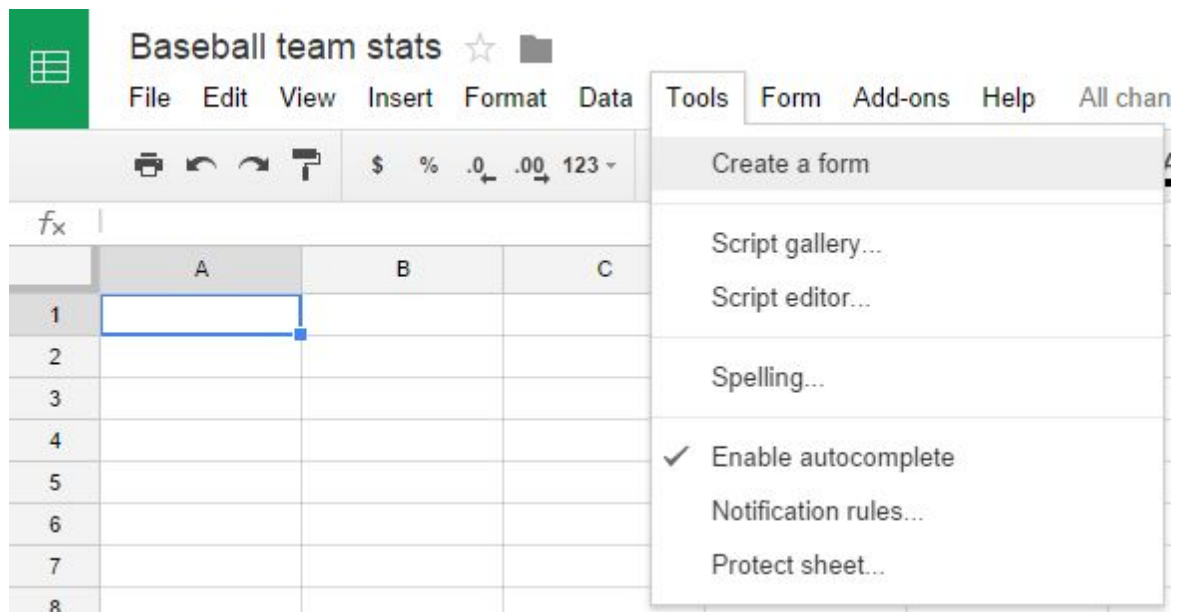 Baseball team stats
File Edit View Insert Format Data Tools Form Add-ons Help All chan
$ % .0 .00 123
Create a form
fx
Script gallery...
A B C
Script editor...
1
2
Spelling...
3
4
Enable autocomplete
5
Notification rules...
6
Protect sheet...
7
8